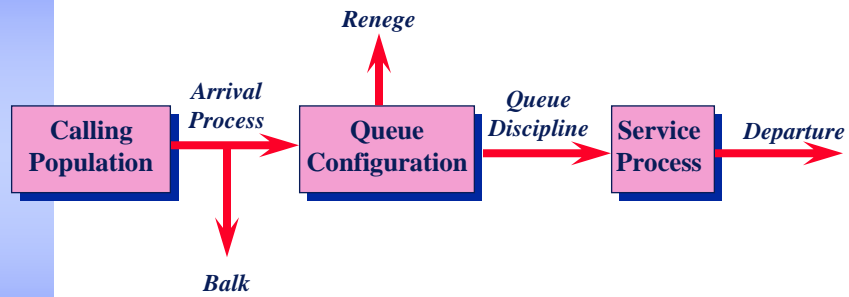 Renege
Arrival
Process
Queue
Discipline
Calling
Population
Queue
Configuration
Service
Process
Departure
Balk